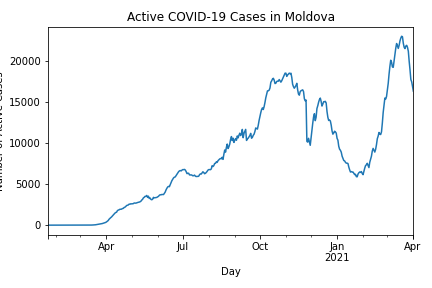 Active COVID-19 Cases in Moldova
20000
15000
10000
5000
0
Number of Active Cases
Apr
Jul
Oct
Jan
2021
Apr
Day